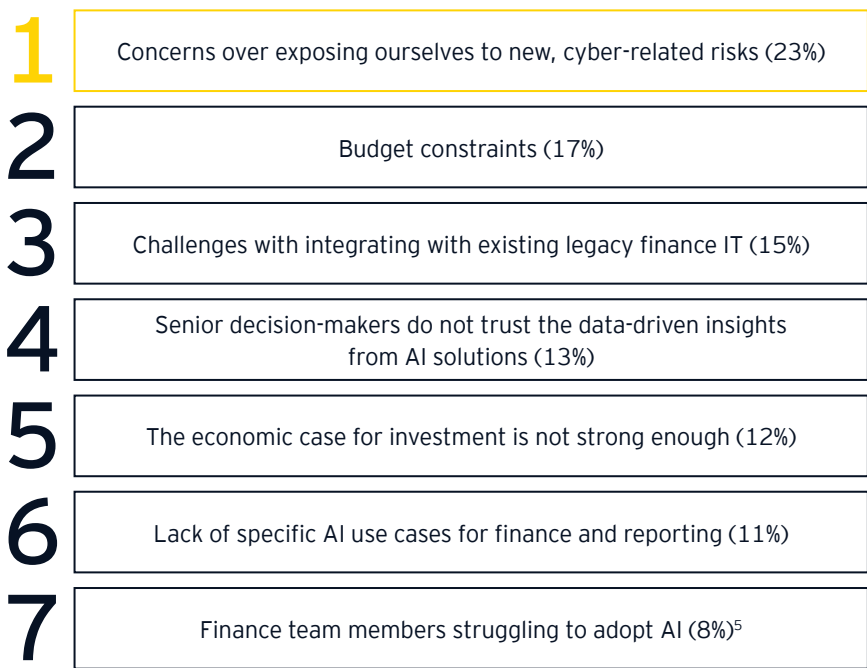 1
Concerns over exposing ourselves to new, cyber-related risks (23%)
2
Budget constraints (17%)
3
Challenges with integrating with existing legacy finance IT (15%)
4
Senior decision-makers do not trust the data-driven insights
from AI solutions (13%)
5
The economic case for investment is not strong enough (12%)
6
Lack of specific AI use cases for finance and reporting (11%)
7
Finance team members struggling to adopt AI (8%)⁵